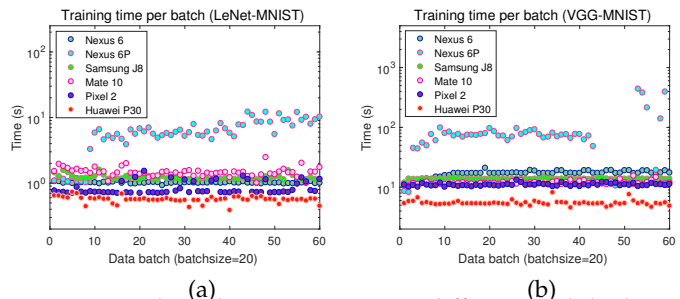 Training time per batch (LeNet-MNIST)
10²
10¹
10⁰
Time (s)
Nexus 6
Nexus 6P
Samsung J8
Mate 10
Pixel 2
Huawei P30
0 10 20 30 40 50 60
Data batch (batchsize=20)
(a)
Training time per batch (VGG-MNIST)
10³
10²
10¹
Time (s)
Nexus 6
Nexus 6P
Samsung J8
Mate 10
Pixel 2
Huawei P30
0 10 20 30 40 50 60
Data batch (batchsize=20)
(b)